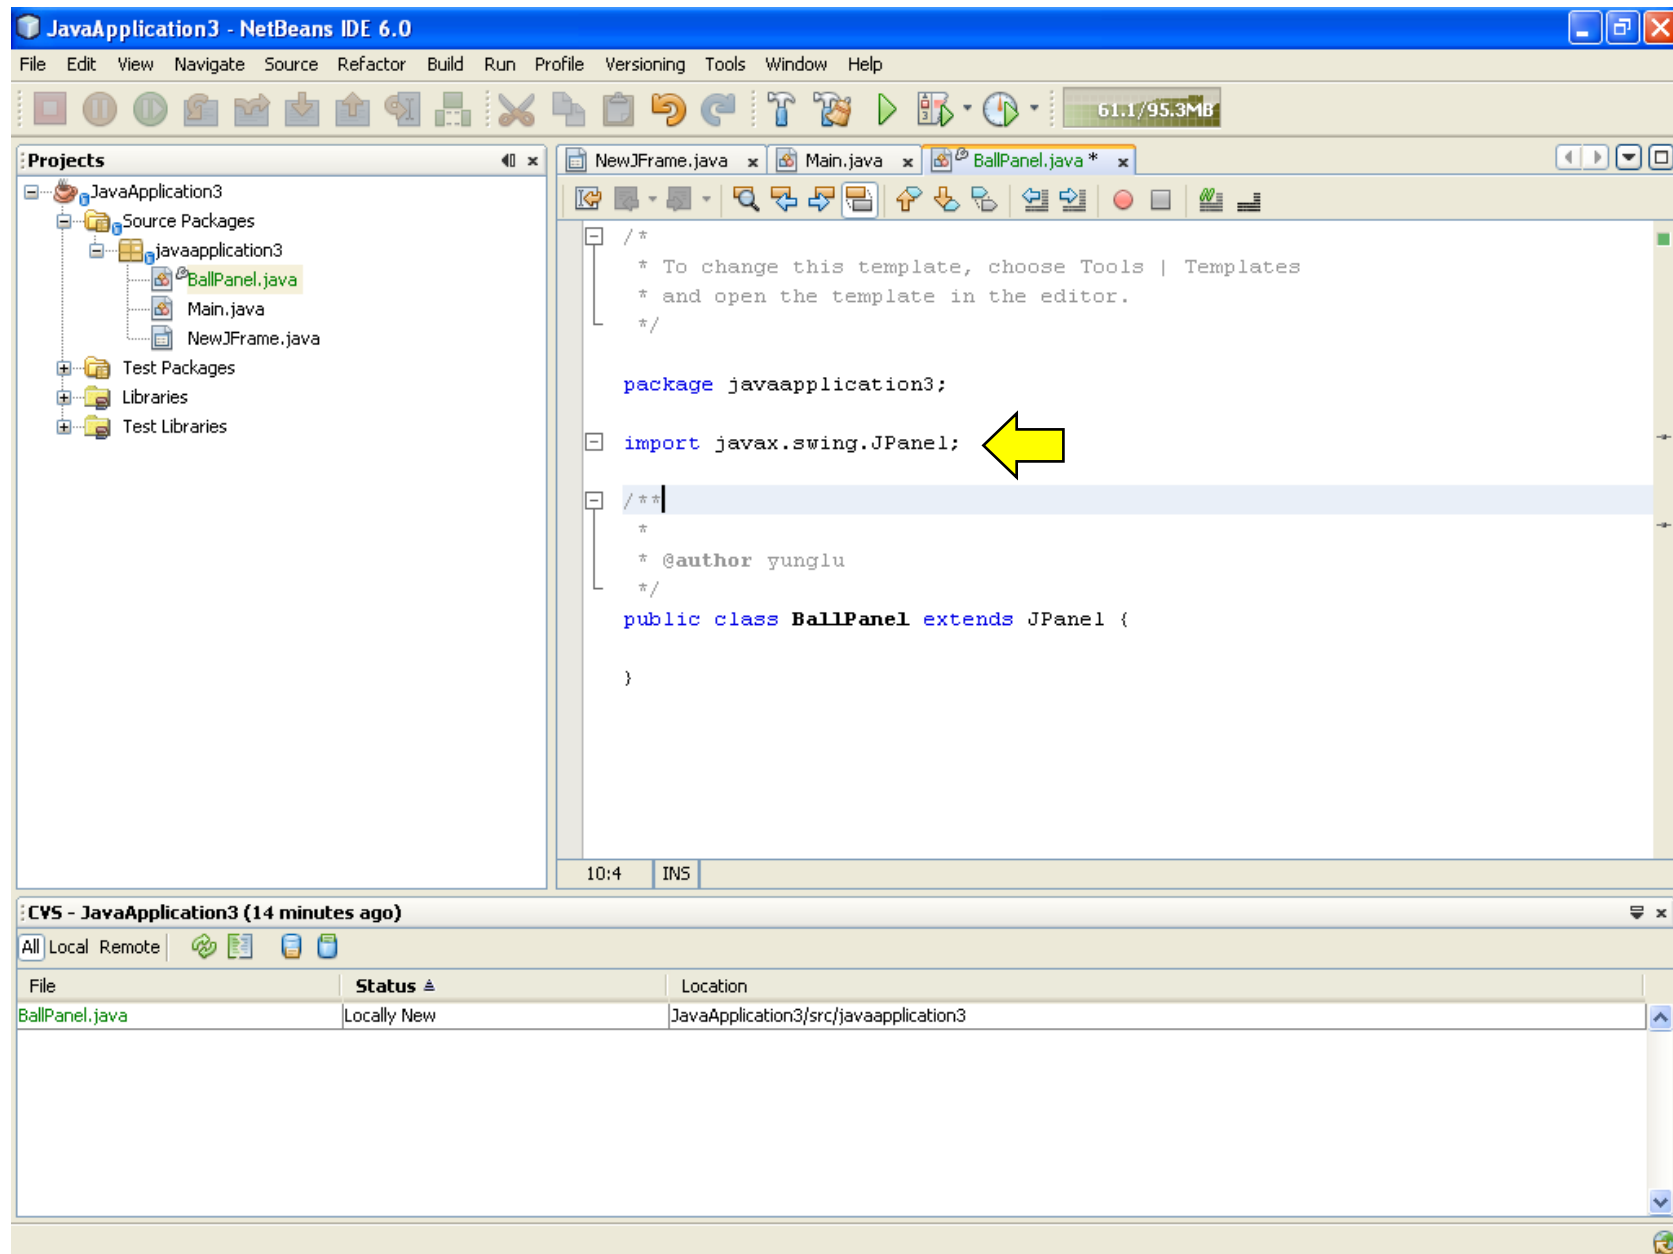 JavaApplication3 - NetBeans IDE 6.0
File Edit View Navigate Source Refactor Build Run Profile Versioning Tools Window Help
61.1/95.3MB
Projects
JavaApplication3
Source Packages
javaapplication3
BallPanel.java
Main.java
NewJFrame.java
Test Packages
Libraries
Test Libraries
NewJFrame.java x Main.java x BallPanel.java * x
/*
* To change this template, choose Tools | Templates
* and open the template in the editor.
*/
package javaapplication3;
import javax.swing.JPanel;
/**
*
* @author yunglu
*/
public class BallPanel extends JPanel {
}
10:4 INS
CVS - JavaApplication3 (14 minutes ago)
All Local Remote
File Status Location
BallPanel.java Locally New JavaApplication3/src/javaapplication3